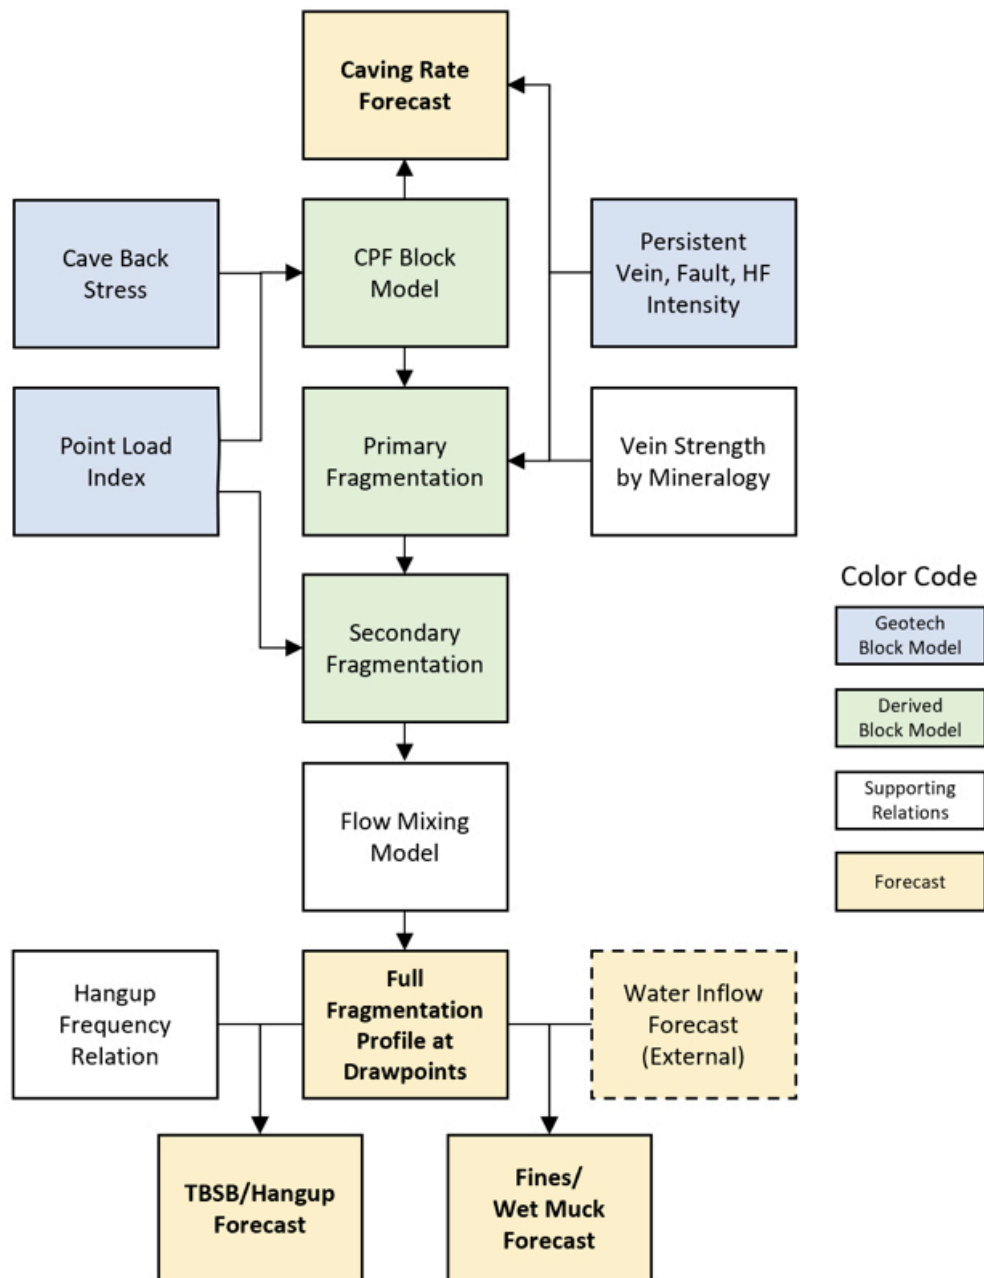 Caving Rate
Forecast
Cave Back
Stress
CPF Block
Model
Persistent
Vein, Fault, HF
Intensity
Point Load
Index
Primary
Fragmentation
Vein Strength
by Mineralogy
Secondary
Fragmentation
Color Code
Geotech
Block Model
Derived
Block Model
Supporting
Relations
Forecast
Flow Mixing
Model
Hangup
Frequency
Relation
Full
Fragmentation
Profile at
Drawpoints
Water Inflow
Forecast
(External)
TBSB/Hangup
Forecast
Fines/
Wet Muck
Forecast